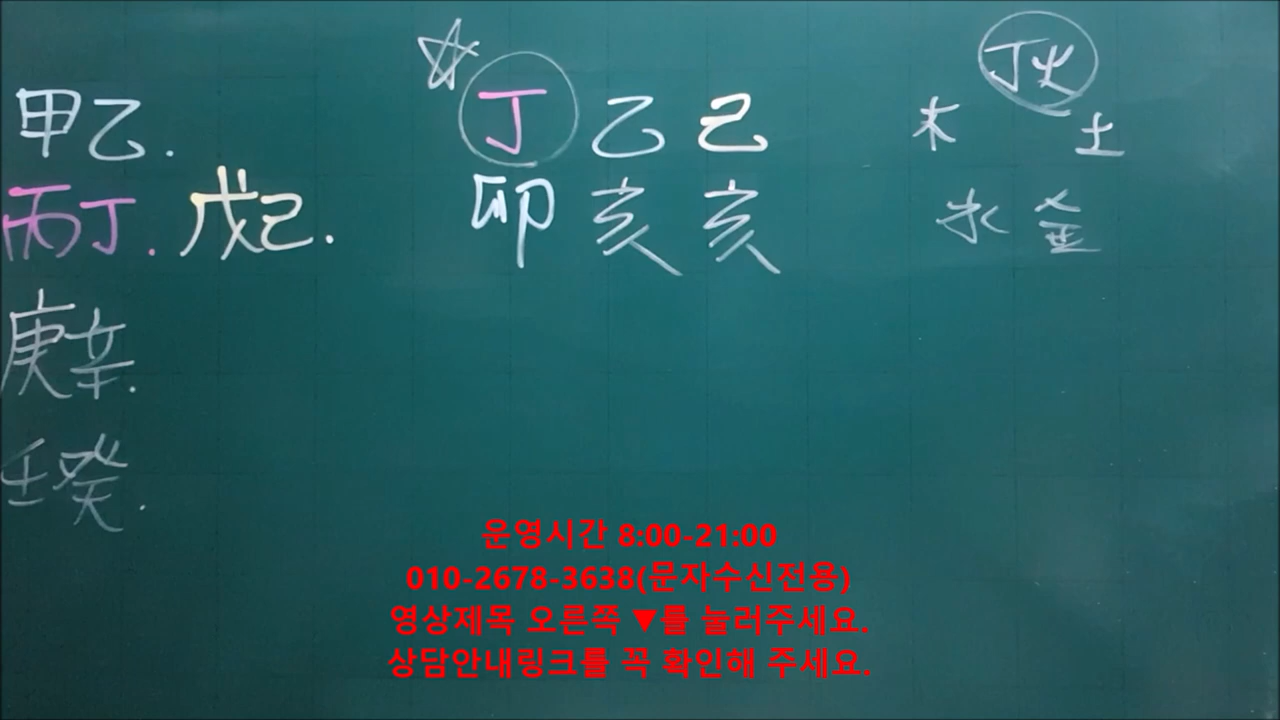 甲乙.
丙丁. 戊己.
庚辛.
壬癸.
丁乙己
卯亥亥
丁火
木 土
水 金
운영시간 8:00-21:00
010-2678-3638(문자수신전용)
영상제목 오른쪽 ▼를 눌러주세요.
상담안내링크를 꼭 확인해 주세요.